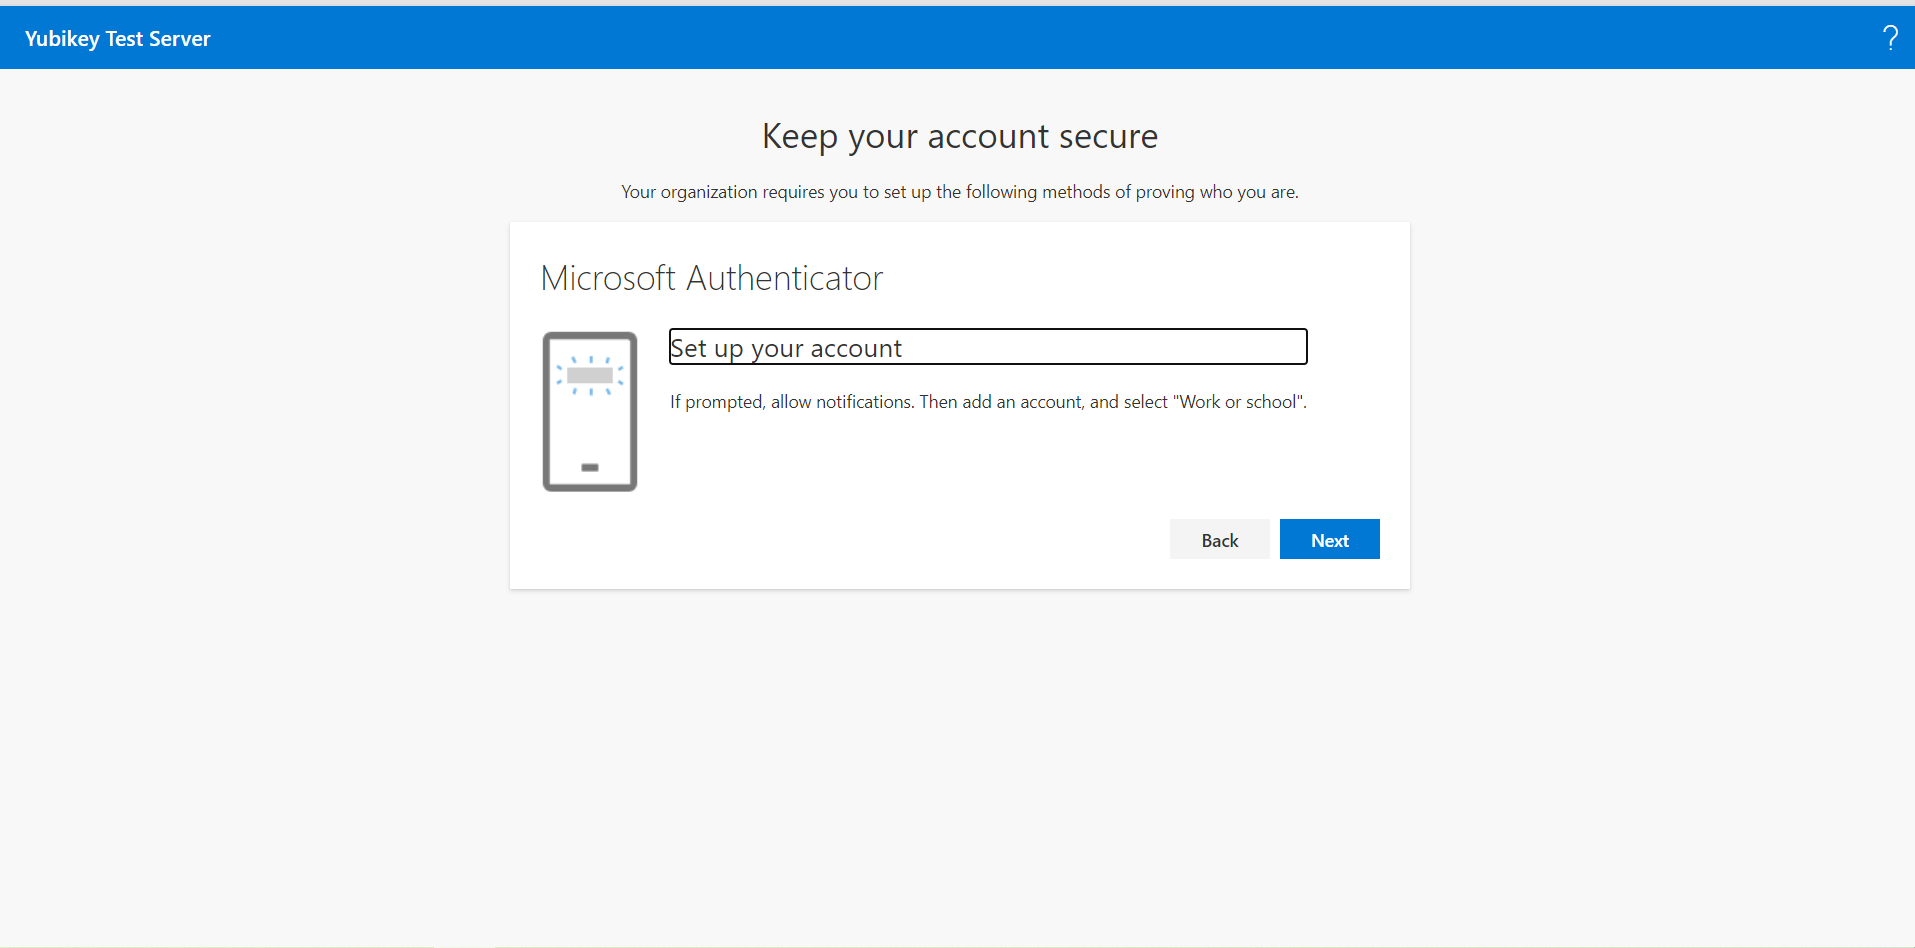 Yubikey Test Server
?
Keep your account secure
Your organization requires you to set up the following methods of proving who you are.
Microsoft Authenticator
Set up your account
If prompted, allow notifications. Then add an account, and select "Work or school".
Back
Next